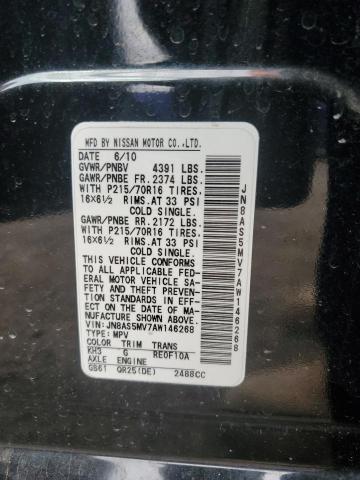 MFD BY NISSAN MOTOR CO.,LTD.
DATE 6/10
GVWR/PNBV 4391 LBS.
GAWR/PNBE FR. 2374 LBS.
WITH P215/70R16 TIRES.
16X6½ RIMS.AT 33 PSI
COLD SINGLE.
GAWR/PNBE RR. 2172 LBS.
WITH P215/70R16 TIRES.
16X6½ RIMS.AT 33 PSI
COLD SINGLE.
THIS VEHICLE CONFORMS
TO ALL APPLICABLE FED-
ERAL MOTOR VEHICLE SA-
FETY AND THEFT PREVEN-
TION STANDARDS IN EFF-
ECT ON THE DATE OF MA-
NUFACTURE SHOWN ABOVE.
VIN:JN8AS5MV7AW146268
TYPE: MPV
COLOR TRIM TRANS
KH3 G RE0F10A
AXLE ENGINE
GB61 QR25(DE) 2488CC
JN8AS5MV7AW146268